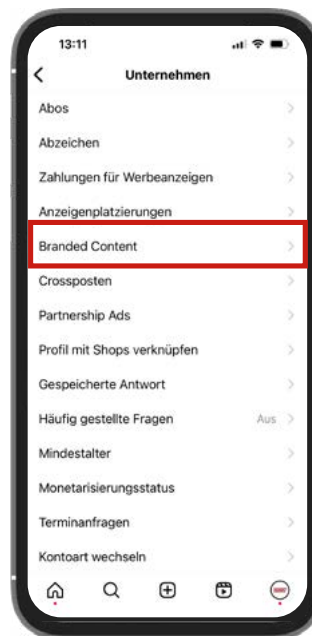 13:11
Unternehmen
Abos
Abzeichen
Zahlungen für Werbeanzeigen
Anzeigenplatzierungen
Branded Content
Crossposten
Partnership Ads
Profil mit Shops verknüpfen
Gespeicherte Antwort
Häufig gestellte Fragen Aus
Mindestalter
Monetarisierungsstatus
Terminanfragen
Kontoart wechseln